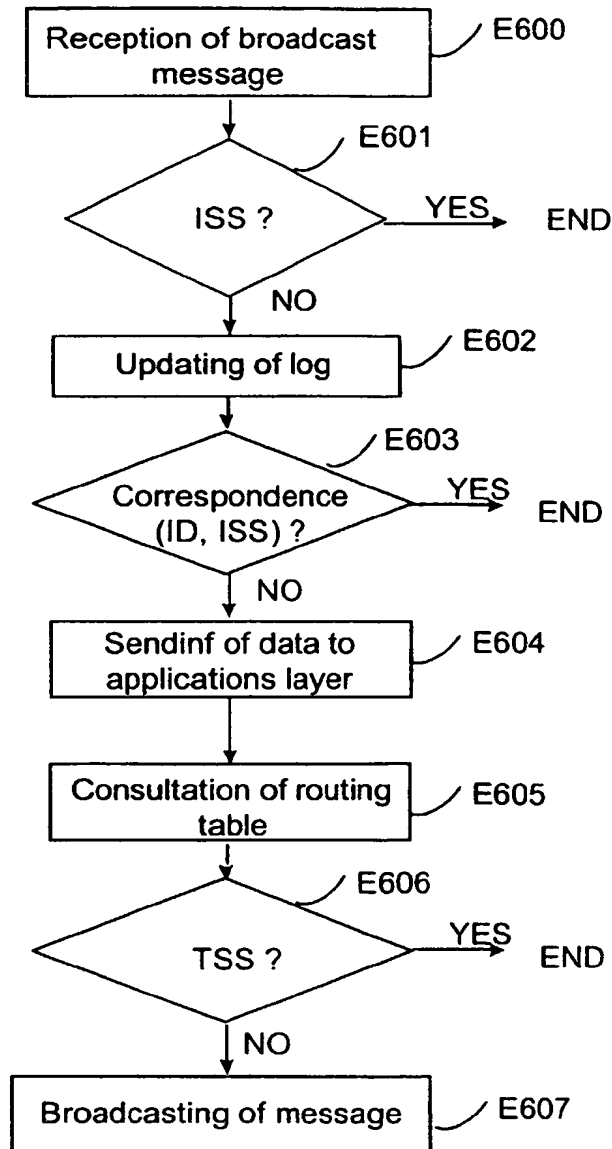 Reception of broadcast
message
E600
E601
ISS ?
YES
END
NO
Updating of log
E602
E603
Correspondence
(ID, ISS) ?
YES
END
NO
Sendinf of data to
applications layer
E604
Consultation of routing
table
E605
E606
TSS ?
YES
END
NO
Broadcasting of message
E607